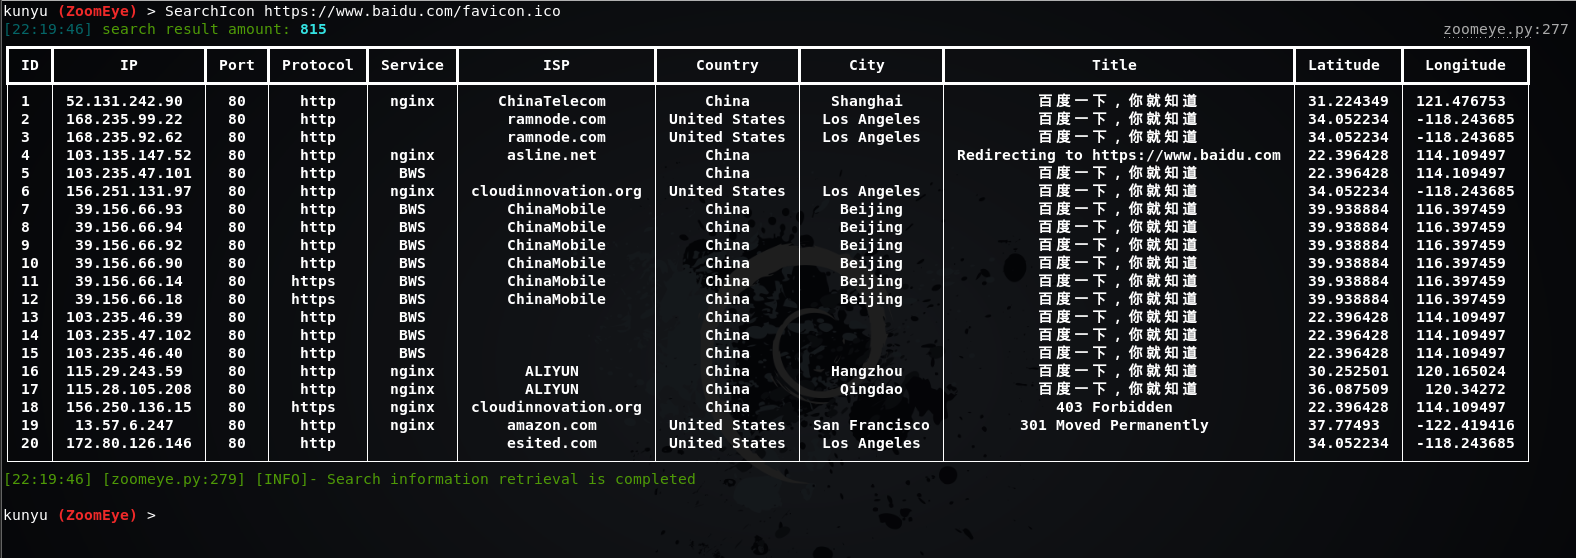 kunyu (ZoomEye) > SearchIcon https://www.baidu.com/favicon.ico
[22:19:46] search result amount: 815 zoomeye.py:277
ID IP Port Protocol Service ISP Country City Title Latitude Longitude
1 52.131.242.90 80 http nginx ChinaTelecom China Shanghai 百度一下，你就知道 31.224349 121.476753
2 168.235.99.22 80 http ramnode.com United States Los Angeles 百度一下，你就知道 34.052234 -118.243685
3 168.235.92.62 80 http ramnode.com United States Los Angeles 百度一下，你就知道 34.052234 -118.243685
4 103.135.147.52 80 http nginx asline.net China Redirecting to https://www.baidu.com 22.396428 114.109497
5 103.235.47.101 80 http BWS China 百度一下，你就知道 22.396428 114.109497
6 156.251.131.97 80 http nginx cloudinnovation.org United States Los Angeles 百度一下，你就知道 34.052234 -118.243685
7 39.156.66.93 80 http BWS ChinaMobile China Beijing 百度一下，你就知道 39.938884 116.397459
8 39.156.66.94 80 http BWS ChinaMobile China Beijing 百度一下，你就知道 39.938884 116.397459
9 39.156.66.92 80 http BWS ChinaMobile China Beijing 百度一下，你就知道 39.938884 116.397459
10 39.156.66.90 80 http BWS ChinaMobile China Beijing 百度一下，你就知道 39.938884 116.397459
11 39.156.66.14 80 https BWS ChinaMobile China Beijing 百度一下，你就知道 39.938884 116.397459
12 39.156.66.18 80 https BWS ChinaMobile China Beijing 百度一下，你就知道 39.938884 116.397459
13 103.235.46.39 80 http BWS China 百度一下，你就知道 22.396428 114.109497
14 103.235.47.102 80 http BWS China 百度一下，你就知道 22.396428 114.109497
15 103.235.46.40 80 http BWS China 百度一下，你就知道 22.396428 114.109497
16 115.29.243.59 80 http nginx ALIYUN China Hangzhou 百度一下，你就知道 30.252501 120.165024
17 115.28.105.208 80 http nginx ALIYUN China Qingdao 百度一下，你就知道 36.087509 120.34272
18 156.250.136.15 80 https nginx cloudinnovation.org China 403 Forbidden 22.396428 114.109497
19 13.57.6.247 80 http nginx amazon.com United States San Francisco 301 Moved Permanently 37.77493 -122.419416
20 172.80.126.146 80 http esited.com United States Los Angeles 34.052234 -118.243685
[22:19:46] [zoomeye.py:279] [INFO]- Search information retrieval is completed
kunyu (ZoomEye) >